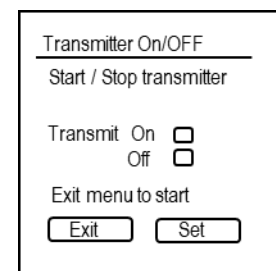 Transmitter On/OFF
Start / Stop transmitter
Transmit On
Off
Exit menu to start
Exit Set